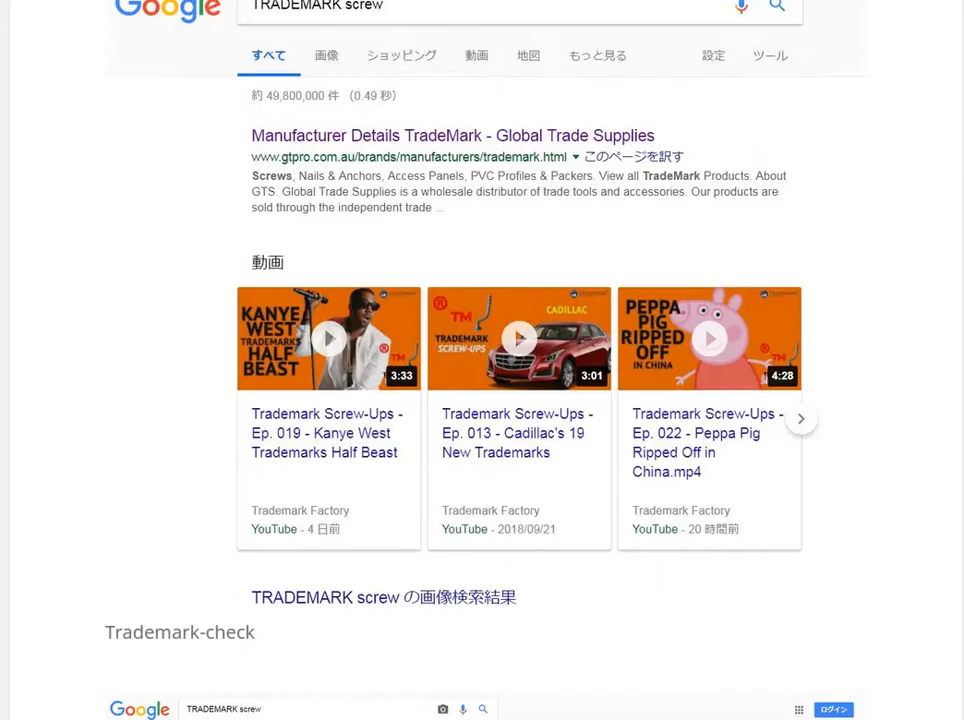 Google
TRADEMARK screw
すべて 画像 ショッピング 動画 地図 もっと見る 設定 ツール
約 49,800,000 件 （0.49 秒）
Manufacturer Details TradeMark - Global Trade Supplies
www.gtpro.com.au/brands/manufacturers/trademark.html ▼ このページを訳す
Screws, Nails & Anchors, Access Panels, PVC Profiles & Packers. View all TradeMark Products. About
GTS. Global Trade Supplies is a wholesale distributor of trade tools and accessories. Our products are
sold through the independent trade ...
動画
KANYE
WEST
TRADEMARKS
HALF
BEAST
® TM
3:33
® TM
CADILLAC
TRADEMARK
SCREW-UPS
3:01
PEPPA
PIG
RIPPED
OFF
IN CHINA
® TM
4:28
Trademark Screw-Ups -
Ep. 019 - Kanye West
Trademarks Half Beast
Trademark Factory
YouTube - 4 日前
Trademark Screw-Ups -
Ep. 013 - Cadillac's 19
New Trademarks
Trademark Factory
YouTube - 2018/09/21
Trademark Screw-Ups -
Ep. 022 - Peppa Pig
Ripped Off in
China.mp4
Trademark Factory
YouTube - 20 時間前
TRADEMARK screw の画像検索結果
Trademark-check
Google
TRADEMARK screw
ログイン